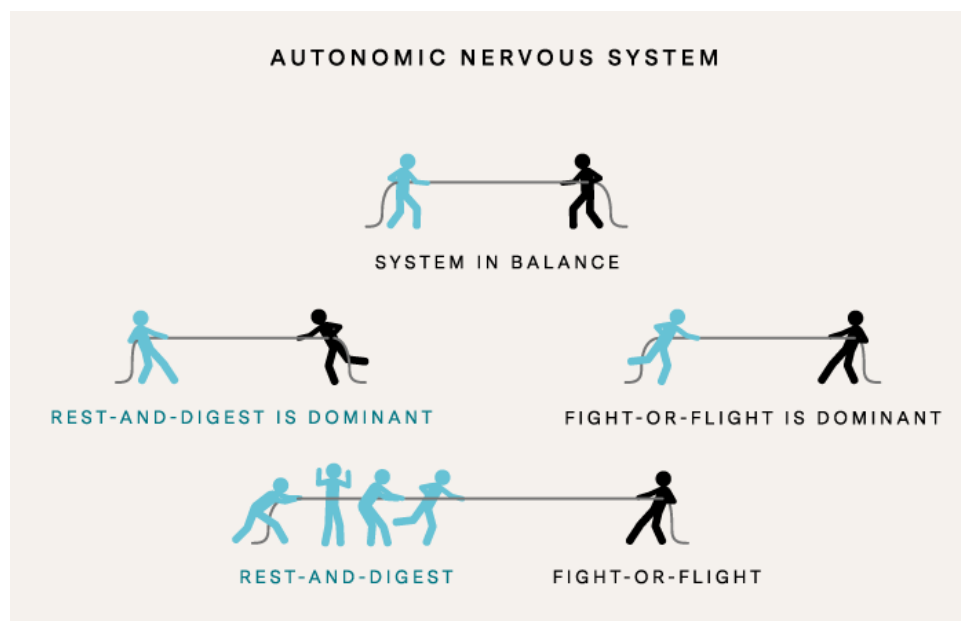 AUTONOMIC NERVOUS SYSTEM
SYSTEM IN BALANCE
REST-AND-DIGEST IS DOMINANT
FIGHT-OR-FLIGHT IS DOMINANT
REST-AND-DIGEST
FIGHT-OR-FLIGHT